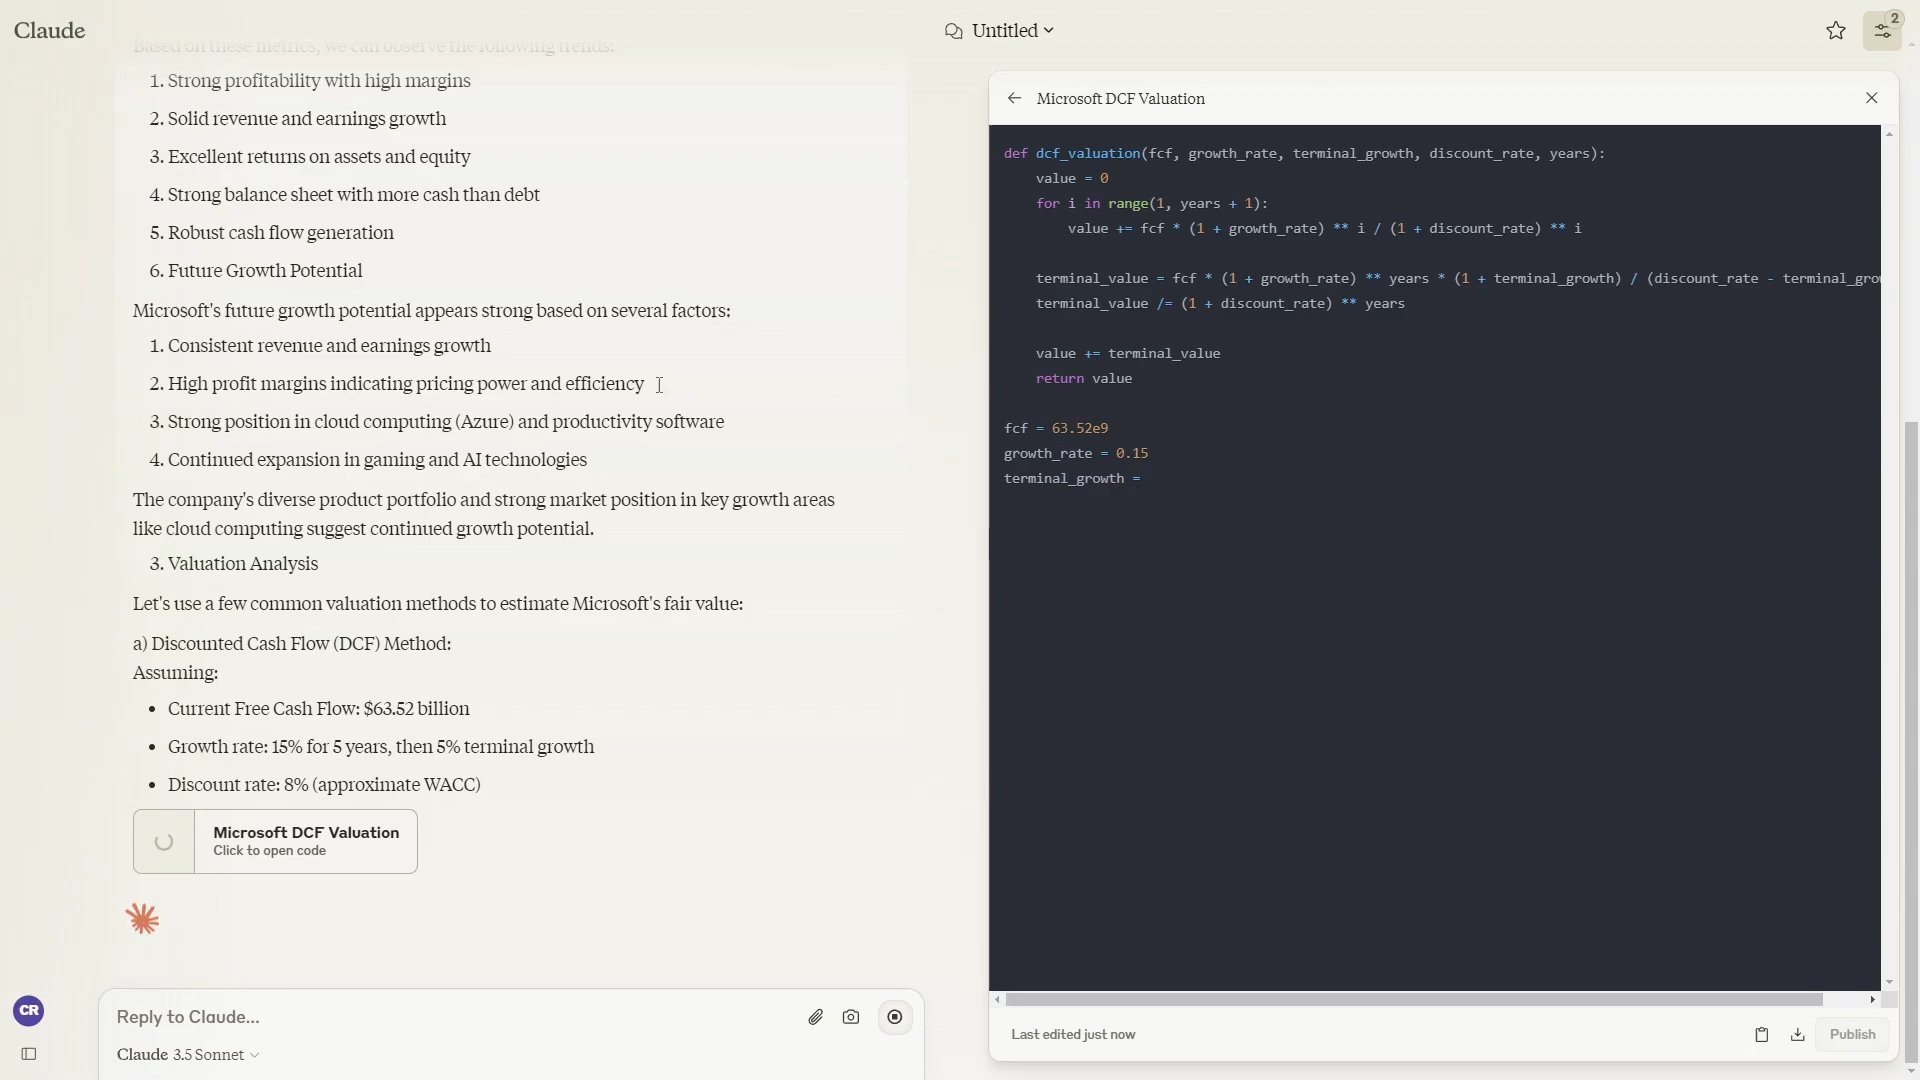 Claude
Untitled
2
Based on these metrics, we can observe the following trends:
1. Strong profitability with high margins
2. Solid revenue and earnings growth
3. Excellent returns on assets and equity
4. Strong balance sheet with more cash than debt
5. Robust cash flow generation
6. Future Growth Potential
Microsoft's future growth potential appears strong based on several factors:
1. Consistent revenue and earnings growth
2. High profit margins indicating pricing power and efficiency
3. Strong position in cloud computing (Azure) and productivity software
4. Continued expansion in gaming and AI technologies
The company's diverse product portfolio and strong market position in key growth areas
like cloud computing suggest continued growth potential.
3. Valuation Analysis
Let's use a few common valuation methods to estimate Microsoft's fair value:
a) Discounted Cash Flow (DCF) Method:
Assuming:
• Current Free Cash Flow: $63.52 billion
• Growth rate: 15% for 5 years, then 5% terminal growth
• Discount rate: 8% (approximate WACC)
Microsoft DCF Valuation
Click to open code
CR
Reply to Claude...
Claude 3.5 Sonnet
Microsoft DCF Valuation
def dcf_valuation(fcf, growth_rate, terminal_growth, discount_rate, years):
    value = 0
    for i in range(1, years + 1):
        value += fcf * (1 + growth_rate) ** i / (1 + discount_rate) ** i
    terminal_value = fcf * (1 + growth_rate) ** years * (1 + terminal_growth) / (discount_rate - terminal_gro
    terminal_value /= (1 + discount_rate) ** years
    value += terminal_value
    return value
fcf = 63.52e9
growth_rate = 0.15
terminal_growth =
Last edited just now
Publish